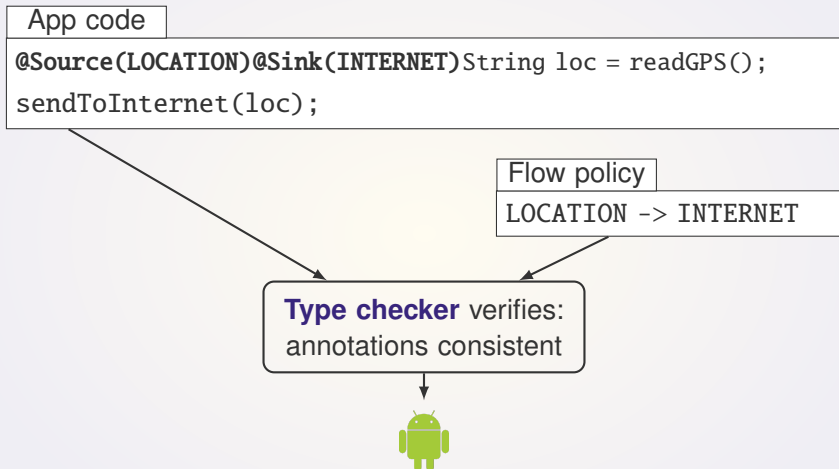 App code
@Source(LOCATION)@Sink(INTERNET)String loc = readGPS();
sendToInternet(loc);
Flow policy
LOCATION -> INTERNET
Type checker verifies:
annotations consistent